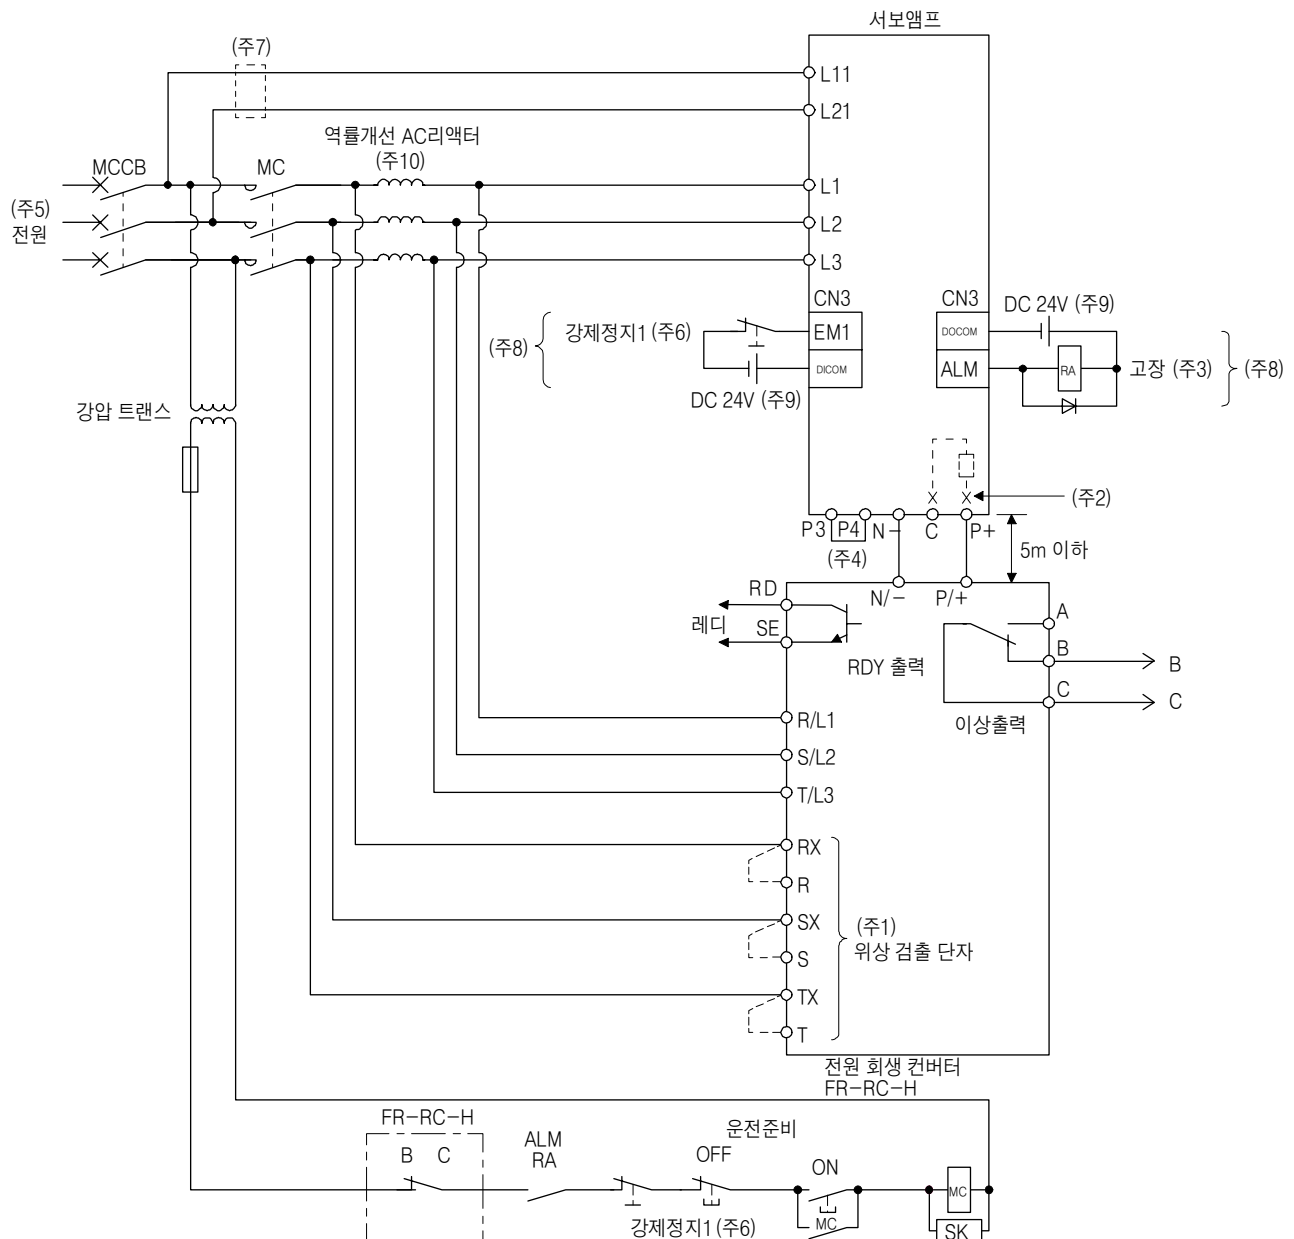 서보앰프
(주7)
L11
L21
역률개선 AC리액터
(주10)
MCCB
MC
(주5)
전원
L1
L2
L3
CN3
CN3
DC 24V (주9)
(주8)
강제정지1 (주6)
EM1
DOCOM
DICOM
ALM
RA
고장 (주3)
(주8)
DC 24V (주9)
강압 트랜스
(주2)
P3
P4
N-
C
P+
(주4)
5m 이하
RD
N/-
P/+
A
레디
SE
B
B
RDY 출력
C
C
이상출력
R/L1
S/L2
T/L3
RX
R
SX
(주1)
위상 검출 단자
S
TX
T
전원 회생 컨버터
FR-RC-H
FR-RC-H
운전준비
ALM
RA
B C
OFF
ON
MC
강제정지1 (주6)
MC
SK